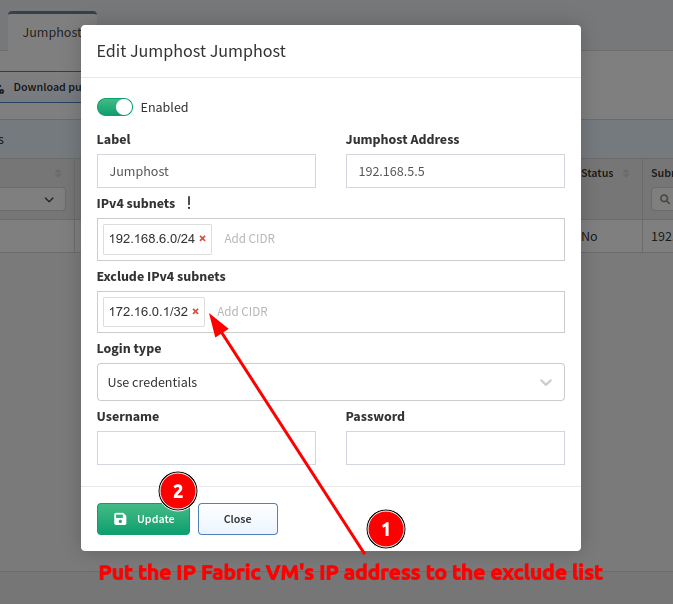 Jumphost
Edit Jumphost Jumphost
Download pu
Enabled
s
Label
Jumphost Address
Jumphost
192.168.5.5
Status
Subn
IPv4 subnets !
192.168.6.0/24 × Add CIDR
No
192
Exclude IPv4 subnets
172.16.0.1/32 × Add CIDR
Login type
Use credentials
Username
Password
2
Update
Close
1
Put the IP Fabric VM's IP address to the exclude list